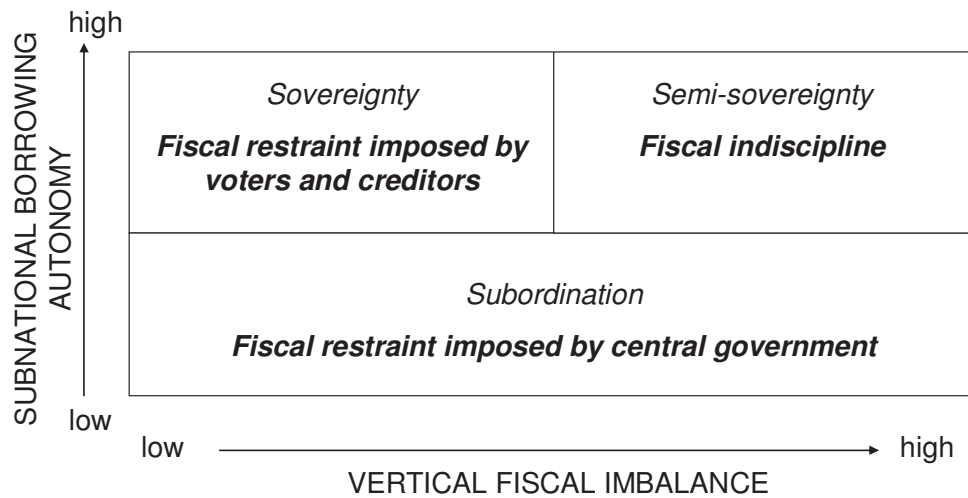 high
SUBNATIONAL BORROWING
AUTONOMY
Sovereignty
Fiscal restraint imposed by
voters and creditors
Semi-sovereignty
Fiscal indiscipline
Subordination
Fiscal restraint imposed by central government
low
low
high
VERTICAL FISCAL IMBALANCE